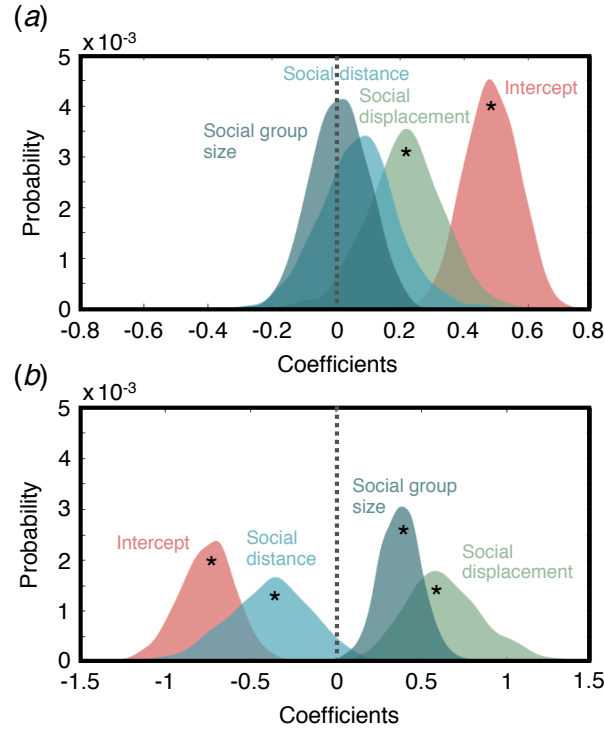 (a)
x 10-3
5
4
3
2
1
0
Probability
Social distance
Social
displacement
Intercept
Social group
size
*
*
-0.8 -0.6 -0.4 -0.2 0 0.2 0.4 0.6 0.8
Coefficients
(b)
x 10-3
5
4
3
2
1
0
Probability
Intercept
Social
distance
Social group
size
Social
displacement
*
*
*
*
-1.5 -1 -0.5 0 0.5 1 1.5
Coefficients